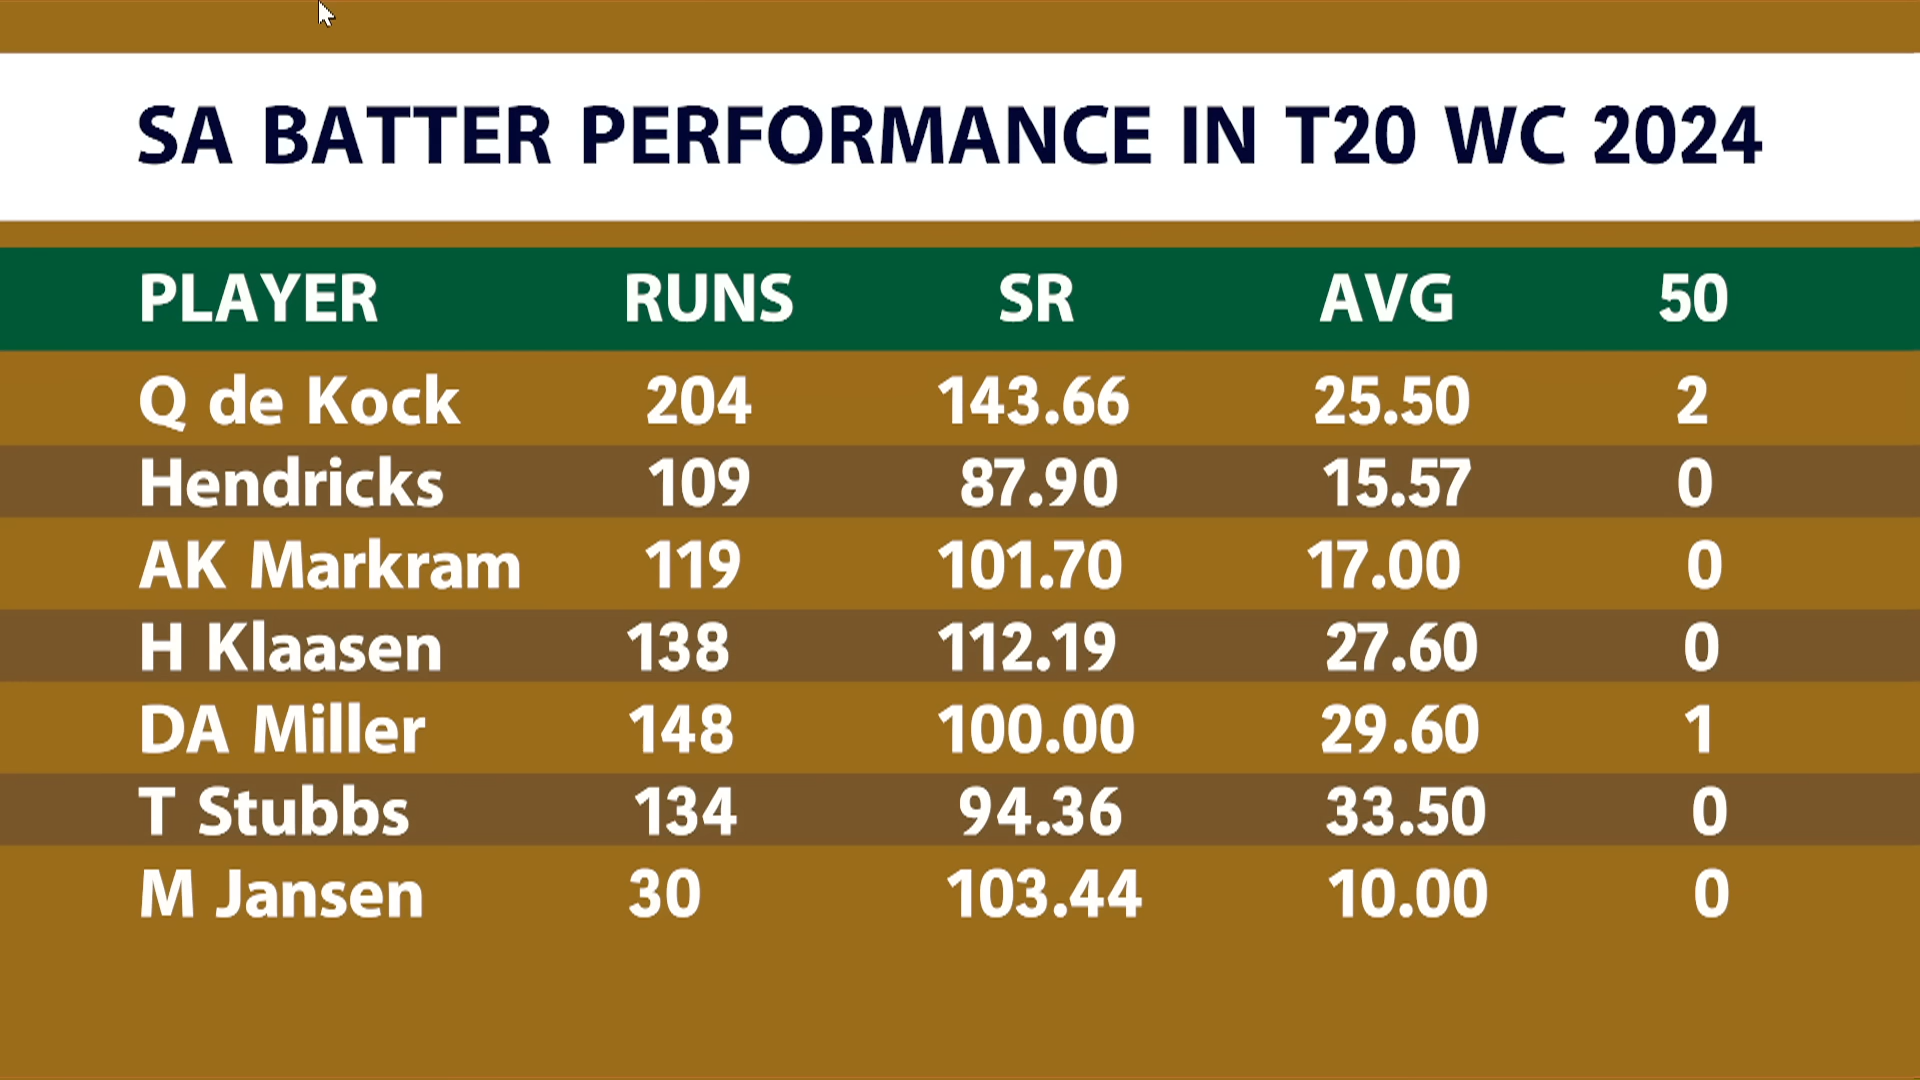 SA BATTER PERFORMANCE IN T20 WC 2024
PLAYER RUNS SR AVG 50
Q de Kock 204 143.66 25.50 2
Hendricks 109 87.90 15.57 0
AK Markram 119 101.70 17.00 0
H Klaasen 138 112.19 27.60 0
DA Miller 148 100.00 29.60 1
T Stubbs 134 94.36 33.50 0
M Jansen 30 103.44 10.00 0